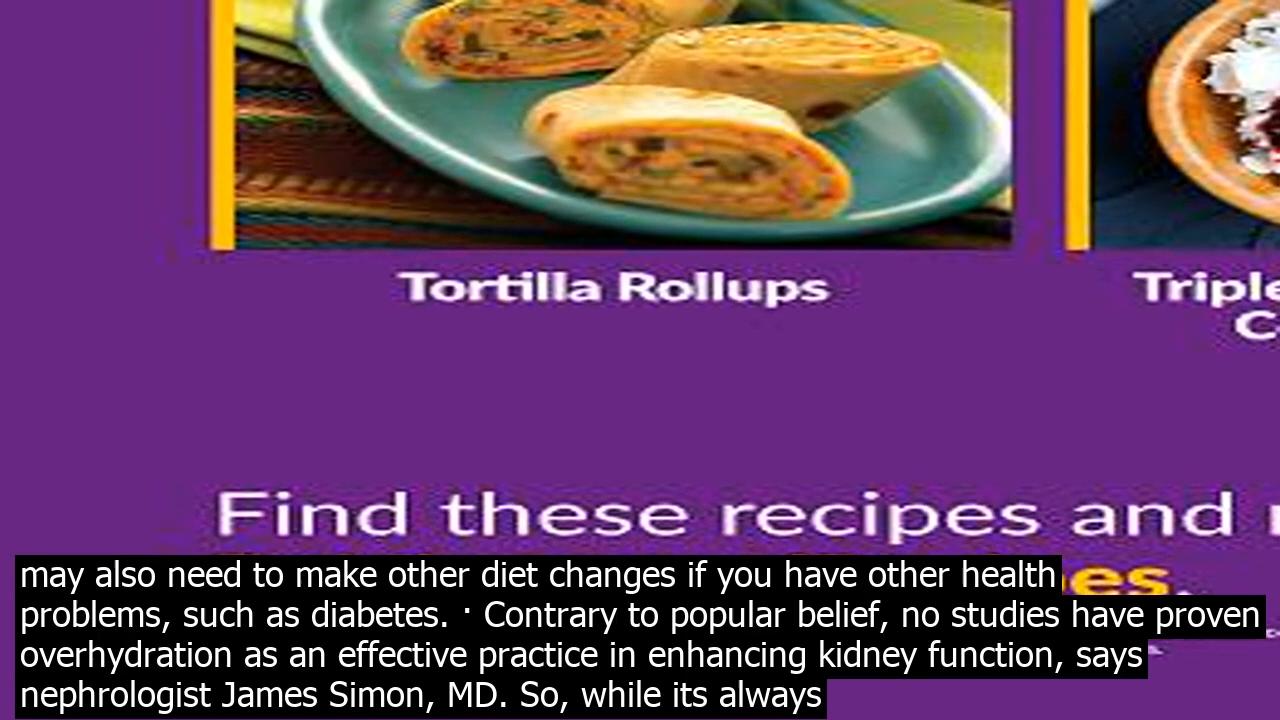 Tortilla Rollups
Triple
C
Find these recipes and
es.
may also need to make other diet changes if you have other health
problems, such as diabetes. · Contrary to popular belief, no studies have proven
overhydration as an effective practice in enhancing kidney function, says
nephrologist James Simon, MD. So, while its always